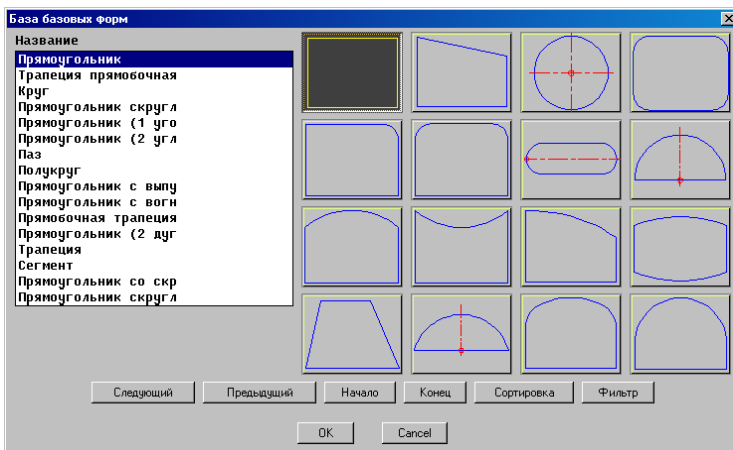 База базовых форм
Название
Прямоугольник
Трапеция прямобочная
Круг
Прямоугольник скругл
Прямоугольник (1 уго
Прямоугольник (2 угл
Паз
Полукруг
Прямоугольник с выпу
Прямоугольник с вогн
Прямобочная трапеция
Прямоугольник (2 дуг
Трапеция
Сегмент
Прямоугольник со скр
Прямоугольник скругл
Следующий Предыдущий Начало Конец Сортировка Фильтр
OK Cancel